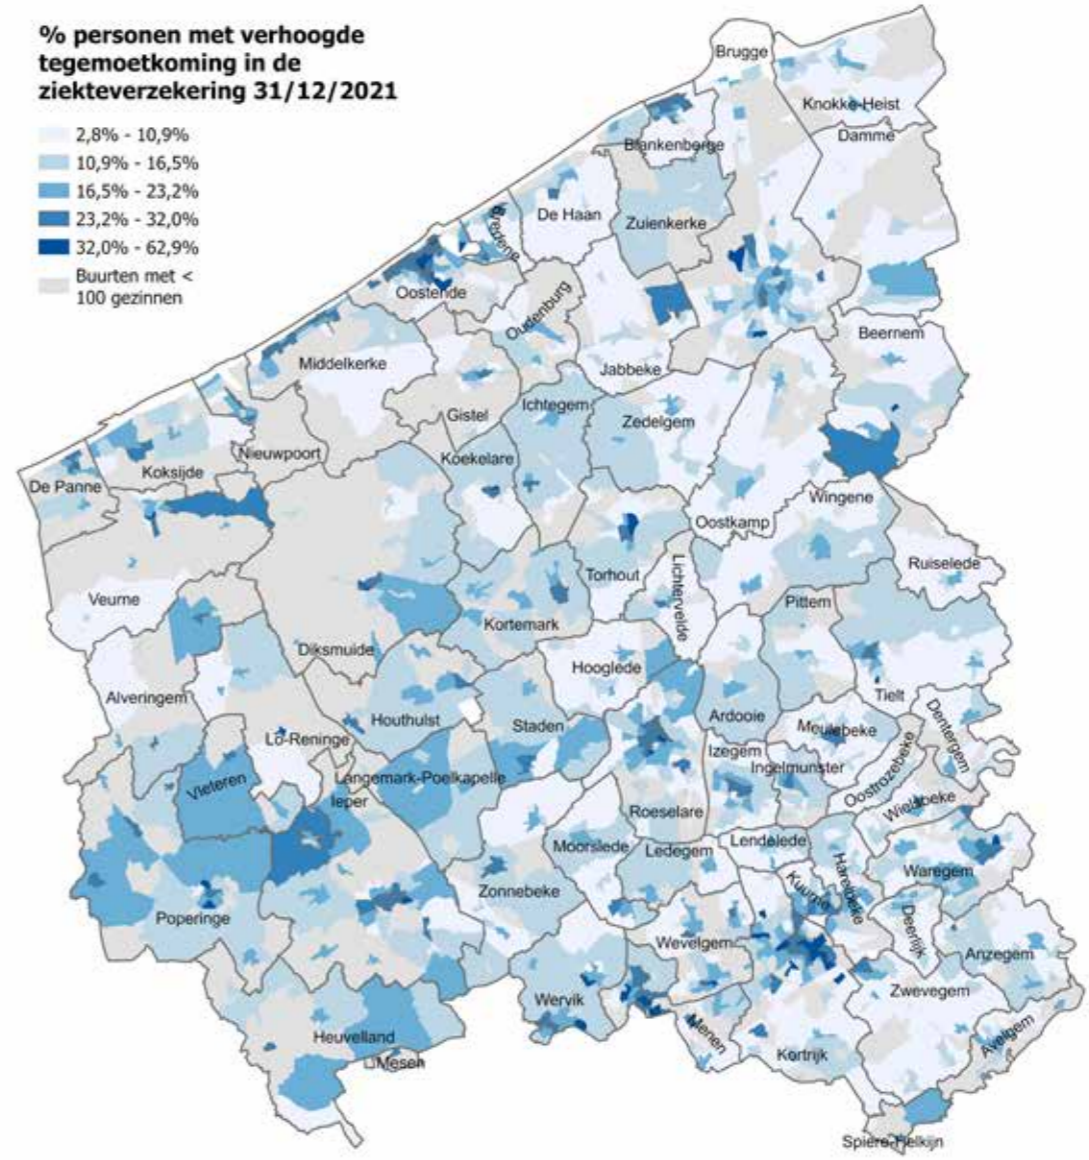 % personen met verhoogde
tegemoetkoming in de
ziekteverzekering 31/12/2021
2,8% - 10,9%
10,9% - 16,5%
16,5% - 23,2%
23,2% - 32,0%
32,0% - 62,9%
Buurten met <
100 gezinnen
Brugge
Knokke-Heist
Damme
Blankenberge
De Haan
Zuienkerke
Bredene
Oostende
Oudenburg
Beernem
Middelkerke
Jabbeke
Gistel
Ichtegem
Zedelgem
Nieuwpoort
Koekelare
Koksijde
De Panne
Wingene
Oostkamp
Ruiselede
Torhout
Lichtervelde
Veurne
Pittem
Kortemark
Diksmuide
Hooglede
Alveringem
Tielt
Houthulst
Staden
Ardooie
Meulebeke
Dentergem
Lo-Reninge
Izegem
Ingelmunster
Oostrozebeke
Langemark-Poelkapelle
Vleteren
Ieper
Wielsbeke
Roeselare
Moorslede
Ledegem
Lendelede
Harelbeke
Waregem
Zonnebeke
Kuurne
Poperinge
Deerlijk
Wevelgem
Anzegem
Zwevegem
Wervik
Menen
Avelgem
Heuvelland
Mesen
Kortrijk
Spiere-Helkijn